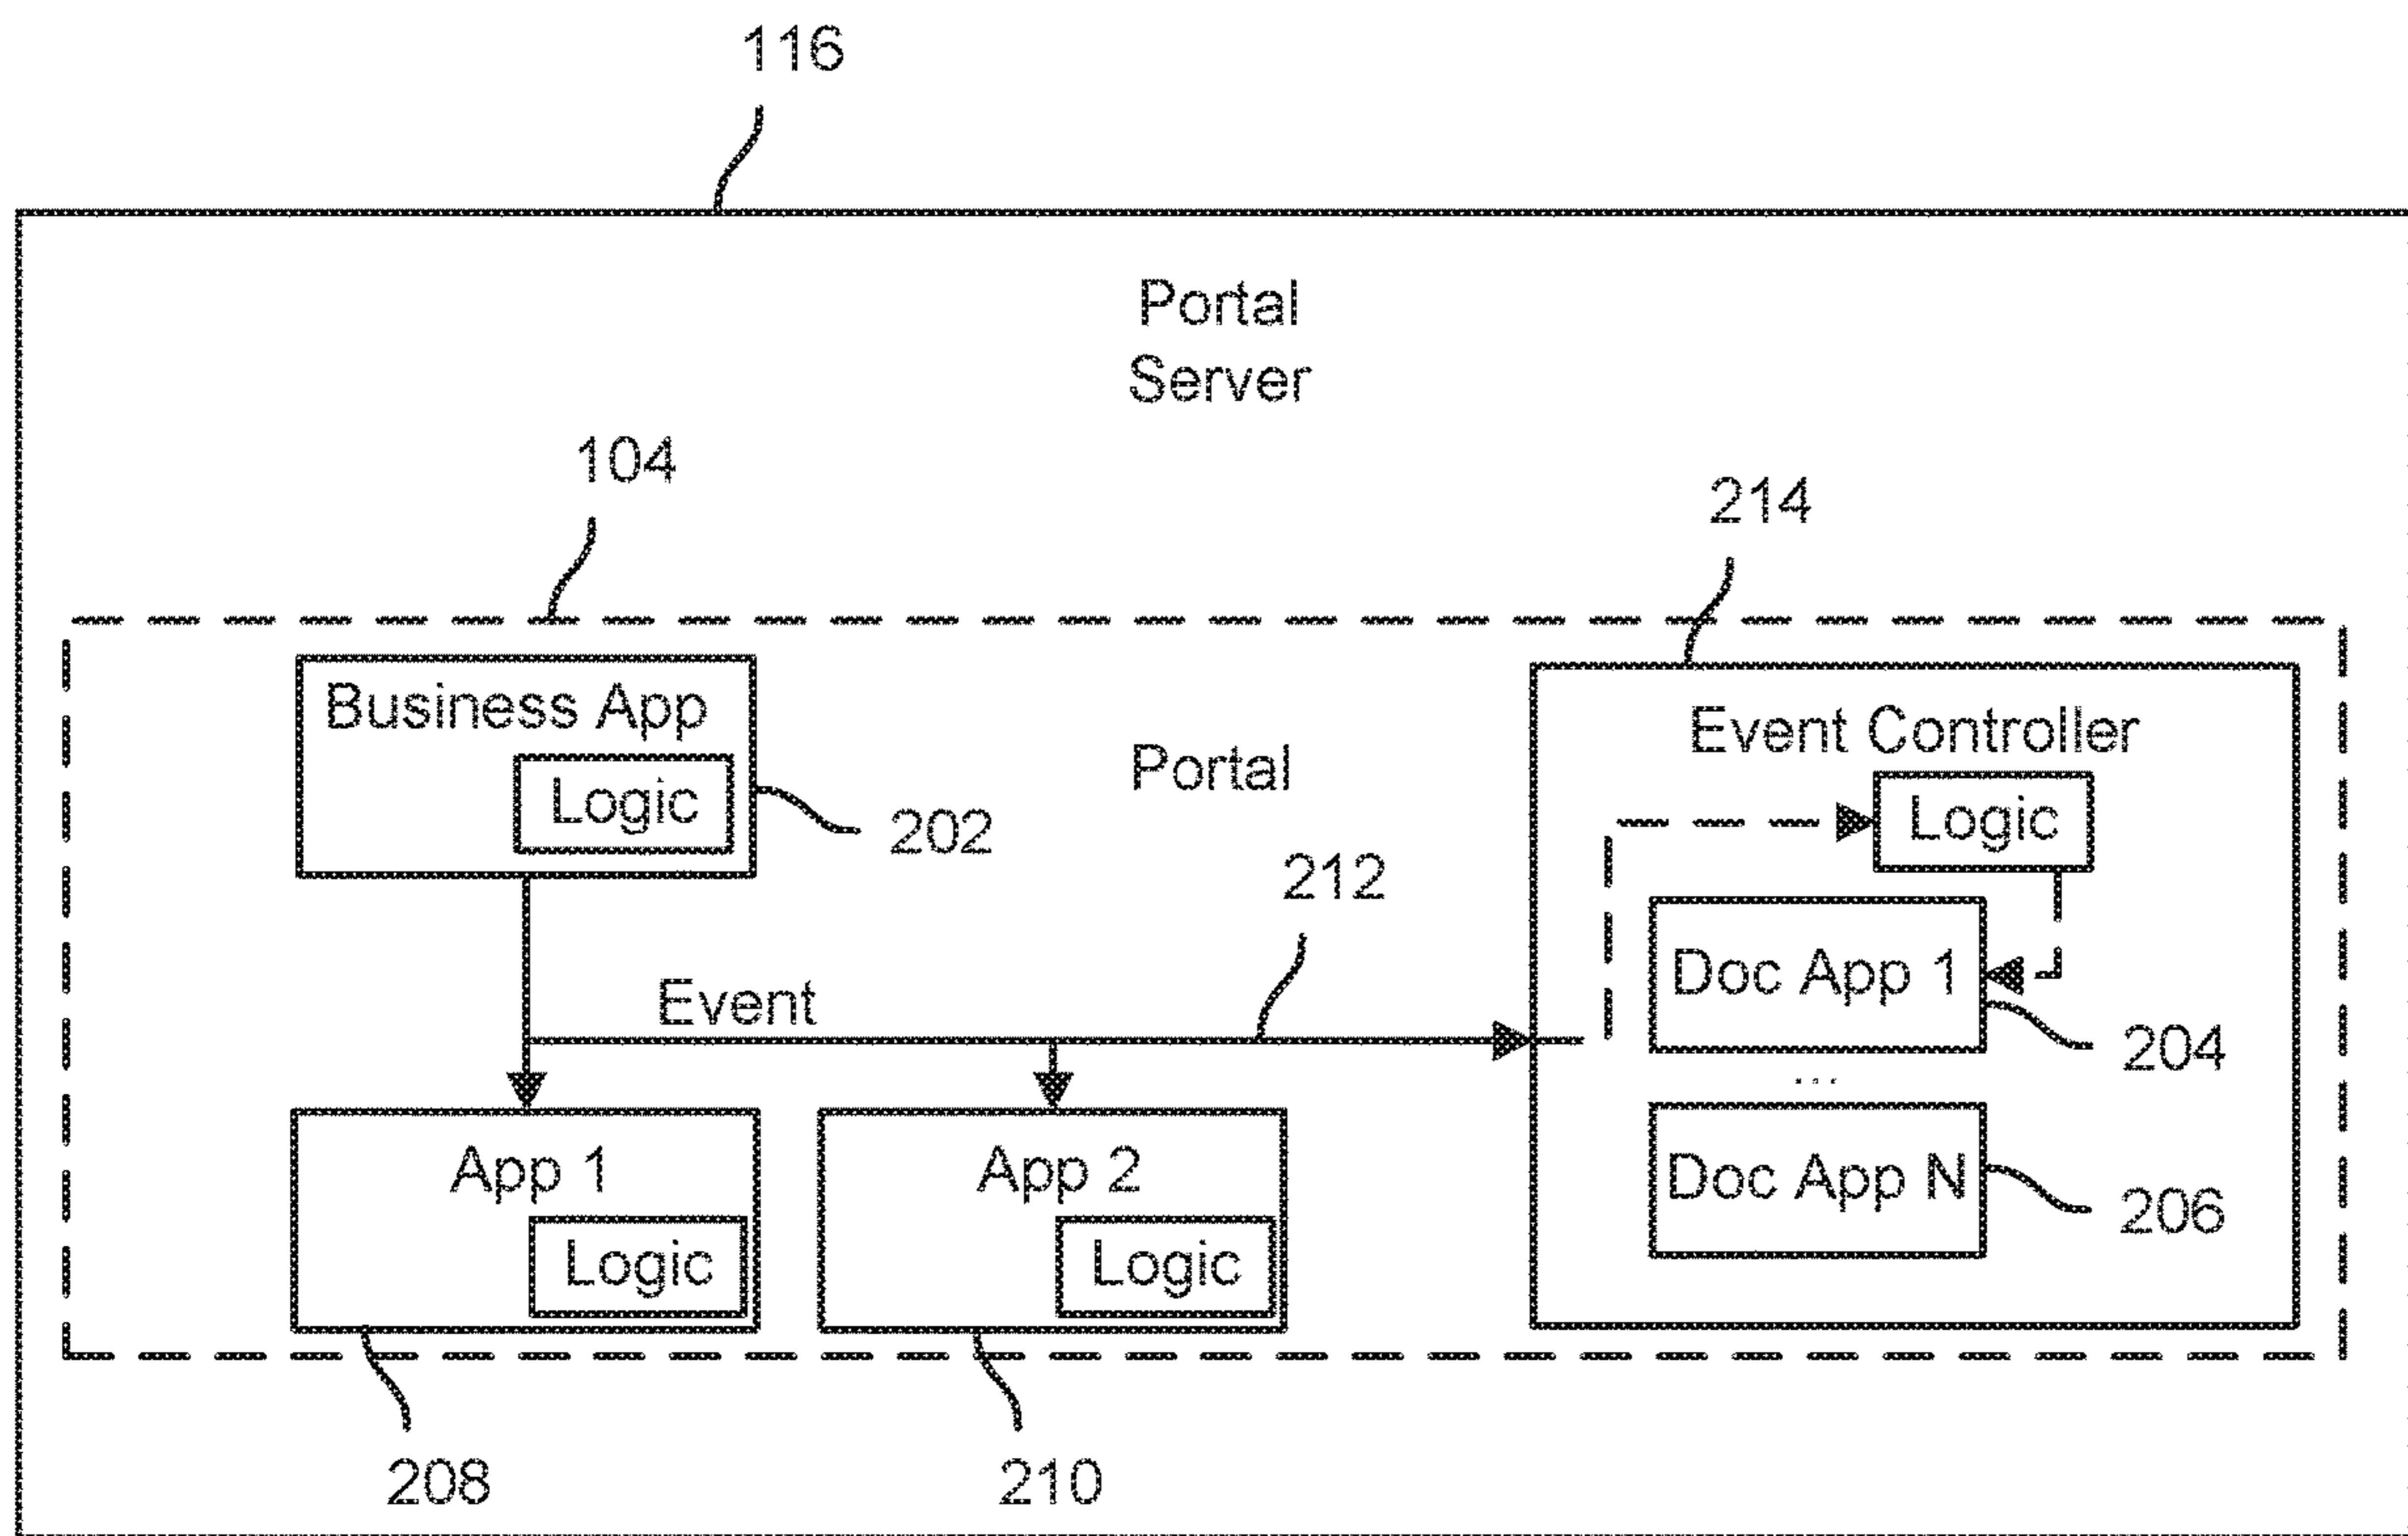 116
Portal
Server
104
214
Business App
Logic
202
Portal
212
Event Controller
Logic
Doc App 1
204
...
Doc App N
206
Event
App 1
Logic
App 2
Logic
208
210